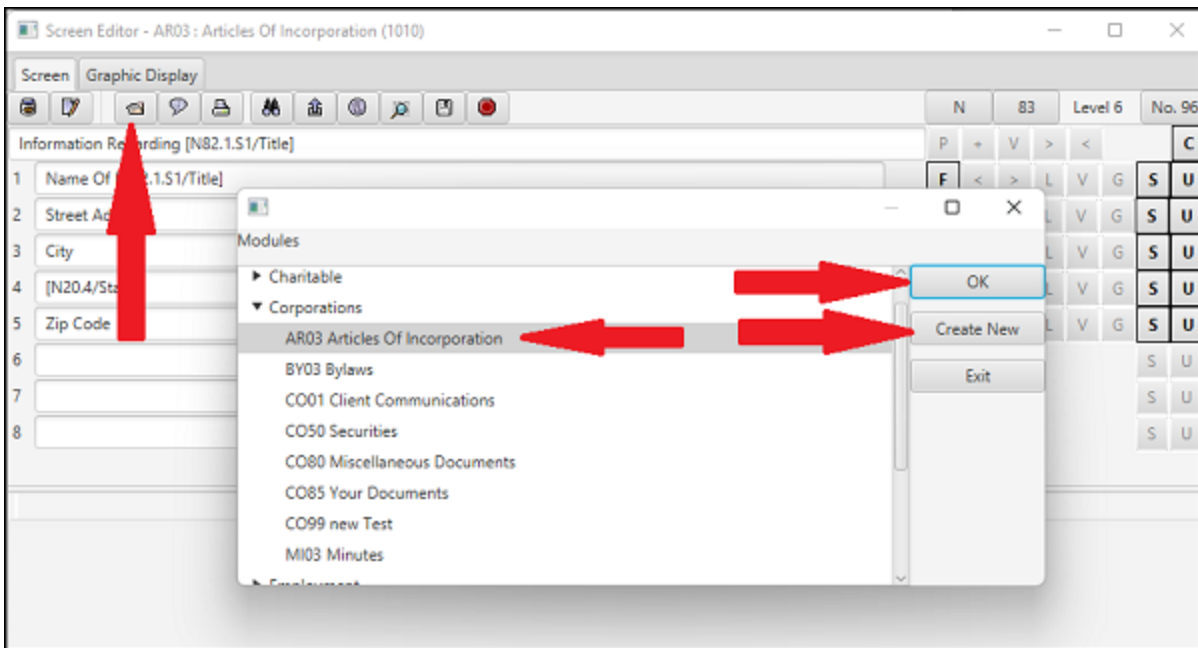 Screen Editor - AR03 : Articles Of Incorporation (1010)
Screen Graphic Display
N 83 Level 6 No. 96
Information Re arding [N82.1.S1/Title]
P + V > < C
1 Name Of .1.S1/Title]
F < > L V G S U
2 Street Ad
L V G S U
3 City
L V G S U
4 [N20.4/Sta
L V G S U
5 Zip Code
L V G S U
6
S U
7
S U
8
S U
Modules
Charitable
Corporations
AR03 Articles Of Incorporation
BY03 Bylaws
CO01 Client Communications
CO50 Securities
CO80 Miscellaneous Documents
CO85 Your Documents
CO99 new Test
MI03 Minutes
OK
Create New
Exit